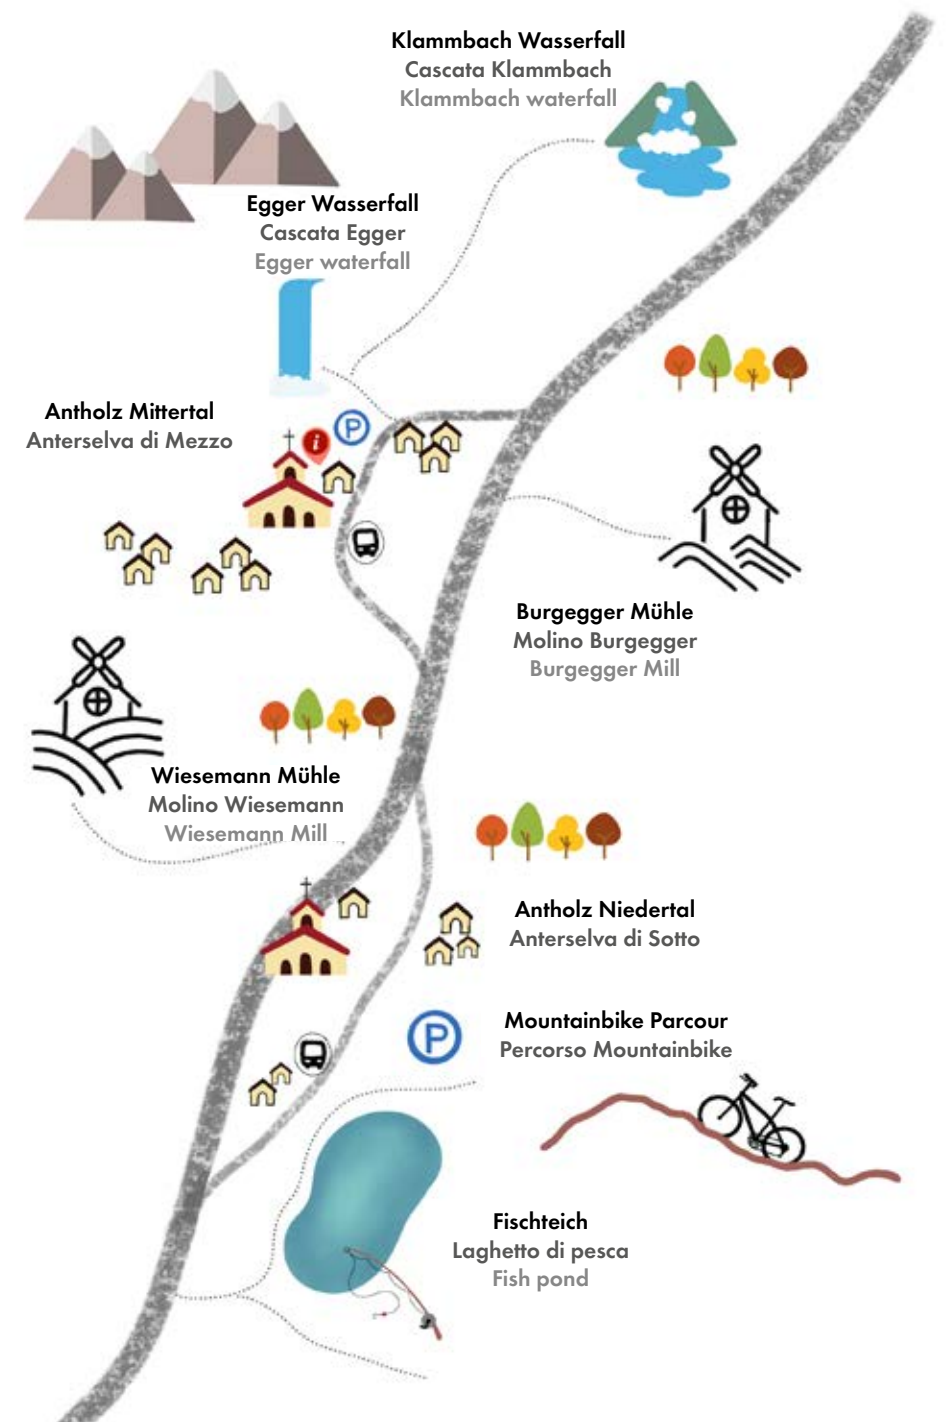 Klammbach Wasserfall
Cascata Klammbach
Klammbach waterfall
Egger Wasserfall
Cascata Egger
Egger waterfall
Antholz Mittertal
Anterselva di Mezzo
i
P
Burgegger Mühle
Molino Burgegger
Burgegger Mill
Wiesemann Mühle
Molino Wiesemann
Wiesemann Mill
Antholz Niedertal
Anterselva di Sotto
P
Mountainbike Parcour
Percorso Mountainbike
Fischteich
Laghetto di pesca
Fish pond